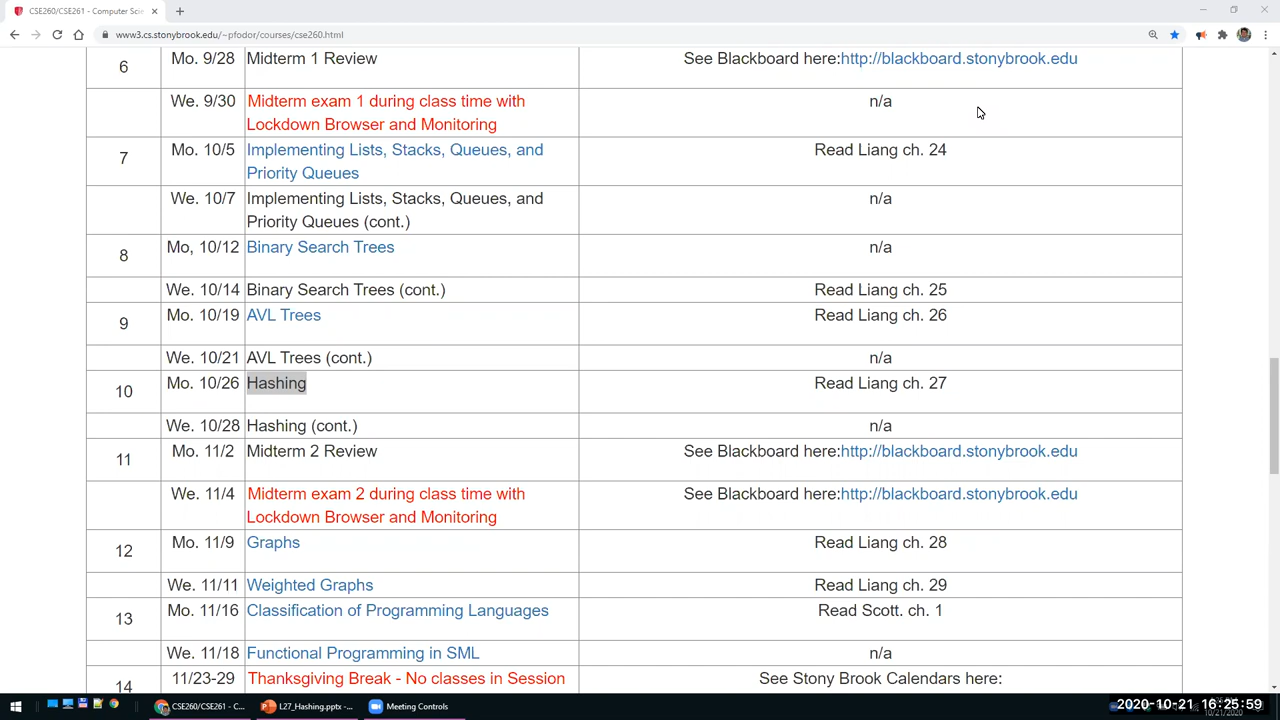 CSE260/CSE261 - Computer Scie
www3.cs.stonybrook.edu/~pfodor/courses/cse260.html
6 Mo. 9/28 Midterm 1 Review See Blackboard here:http://blackboard.stonybrook.edu
We. 9/30 Midterm exam 1 during class time with n/a
Lockdown Browser and Monitoring
7 Mo. 10/5 Implementing Lists, Stacks, Queues, and Read Liang ch. 24
Priority Queues
We. 10/7 Implementing Lists, Stacks, Queues, and n/a
Priority Queues (cont.)
8 Mo, 10/12 Binary Search Trees n/a
We. 10/14 Binary Search Trees (cont.) Read Liang ch. 25
9 Mo. 10/19 AVL Trees Read Liang ch. 26
We. 10/21 AVL Trees (cont.) n/a
10 Mo. 10/26 Hashing Read Liang ch. 27
We. 10/28 Hashing (cont.) n/a
11 Mo. 11/2 Midterm 2 Review See Blackboard here:http://blackboard.stonybrook.edu
We. 11/4 Midterm exam 2 during class time with See Blackboard here:http://blackboard.stonybrook.edu
Lockdown Browser and Monitoring
12 Mo. 11/9 Graphs Read Liang ch. 28
We. 11/11 Weighted Graphs Read Liang ch. 29
13 Mo. 11/16 Classification of Programming Languages Read Scott. ch. 1
We. 11/18 Functional Programming in SML n/a
14 11/23-29 Thanksgiving Break - No classes in Session See Stony Brook Calendars here:
CSE260/CSE261 - C... L27_Hashing.pptx -... Meeting Controls
2020-10-21 16:25:59
10/21/2020